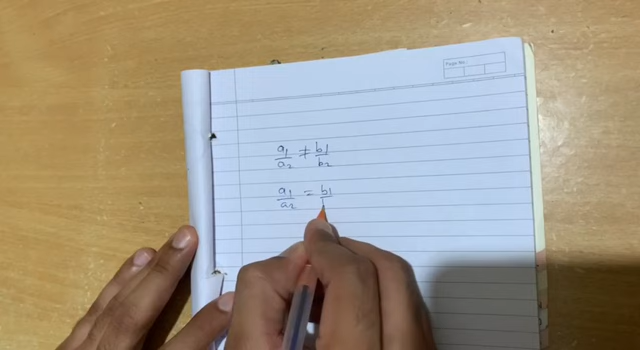 Page No.:
a1/a2 ≠ b1/b2
a1/a2 = b1/